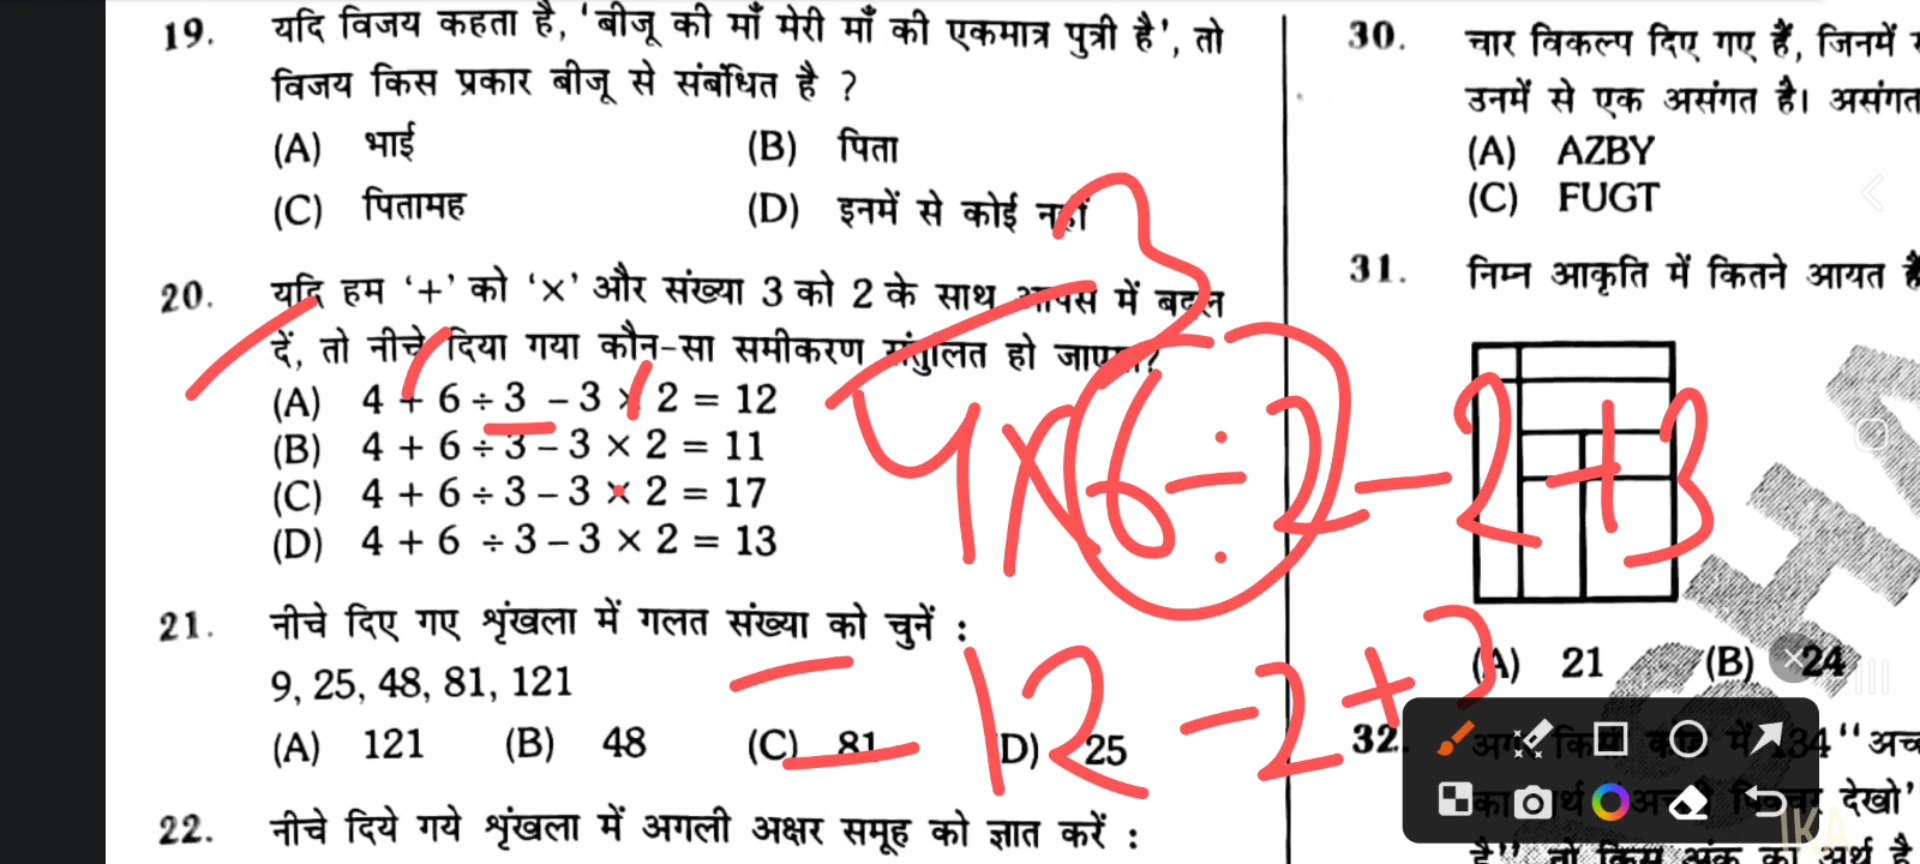 19. यदि विजय कहता है, 'बीजू की माँ मेरी माँ की एकमात्र पुत्री है', तो
विजय किस प्रकार बीजू से संबंधित है ?
(A) भाई (B) पिता
(C) पितामह (D) इनमें से कोई नहीं
20. यदि हम '+' को '×' और संख्या 3 को 2 के साथ आपस में बदल
दें, तो नीचे दिया गया कौन-सा समीकरण संतुलित हो जाएगा?
(A) 4 + 6 ÷ 3 – 3 × 2 = 12
(B) 4 + 6 ÷ 3 – 3 × 2 = 11
(C) 4 + 6 ÷ 3 – 3 × 2 = 17
(D) 4 + 6 ÷ 3 – 3 × 2 = 13
4 × (6 ÷ 2) – 2 + 3
= 12 – 2 + 3
21. नीचे दिए गए शृंखला में गलत संख्या को चुनें :
9, 25, 48, 81, 121
(A) 121 (B) 48 (C) 81 (D) 25
22. नीचे दिये गये शृंखला में अगली अक्षर समूह को ज्ञात करें :
30. चार विकल्प दिए गए हैं, जिनमें
उनमें से एक असंगत है। असंगत
(A) AZBY
(C) FUGT
31. निम्न आकृति में कितने आयत है
(A) 21 (B) 24
32. 134 "अच्
देखो'